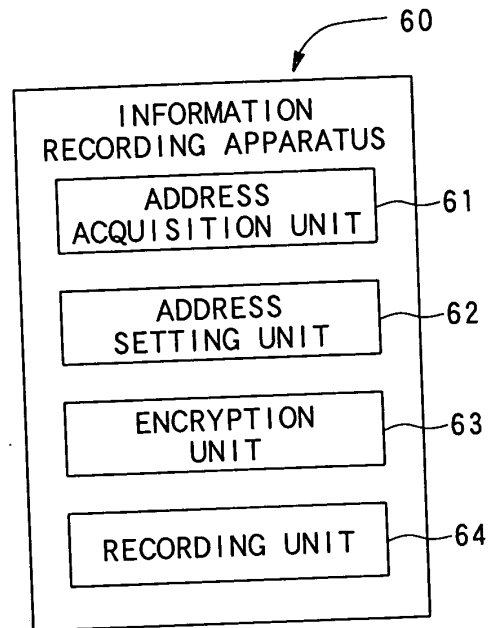 60
INFORMATION
RECORDING APPARATUS
ADDRESS
ACQUISITION UNIT
61
ADDRESS
SETTING UNIT
62
ENCRYPTION
UNIT
63
RECORDING UNIT
64